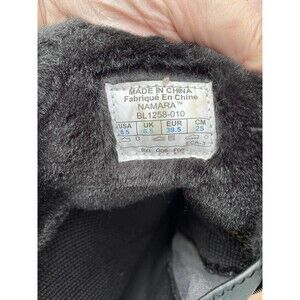 MADE IN CHINA
Fabriqué En Chine
NAMARA™
BL1258-010
USA UK EUR CM
8.5 6.5 39.5 25